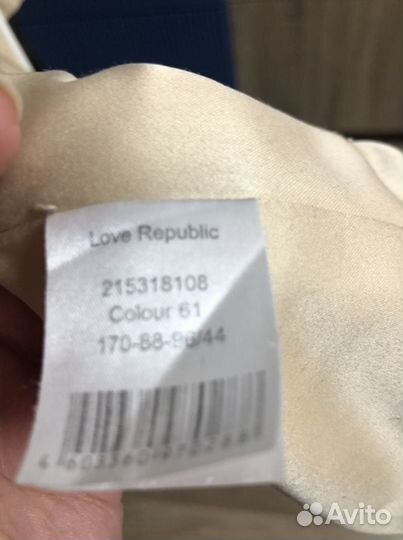 Love Republic
215318108
Colour 61
170-88-96/44
Avito